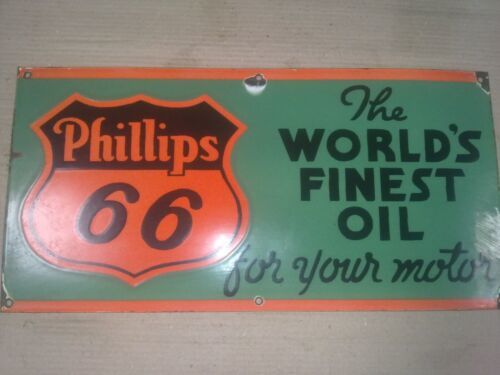 Phillips
66
The
WORLD'S
FINEST
OIL
for your motor